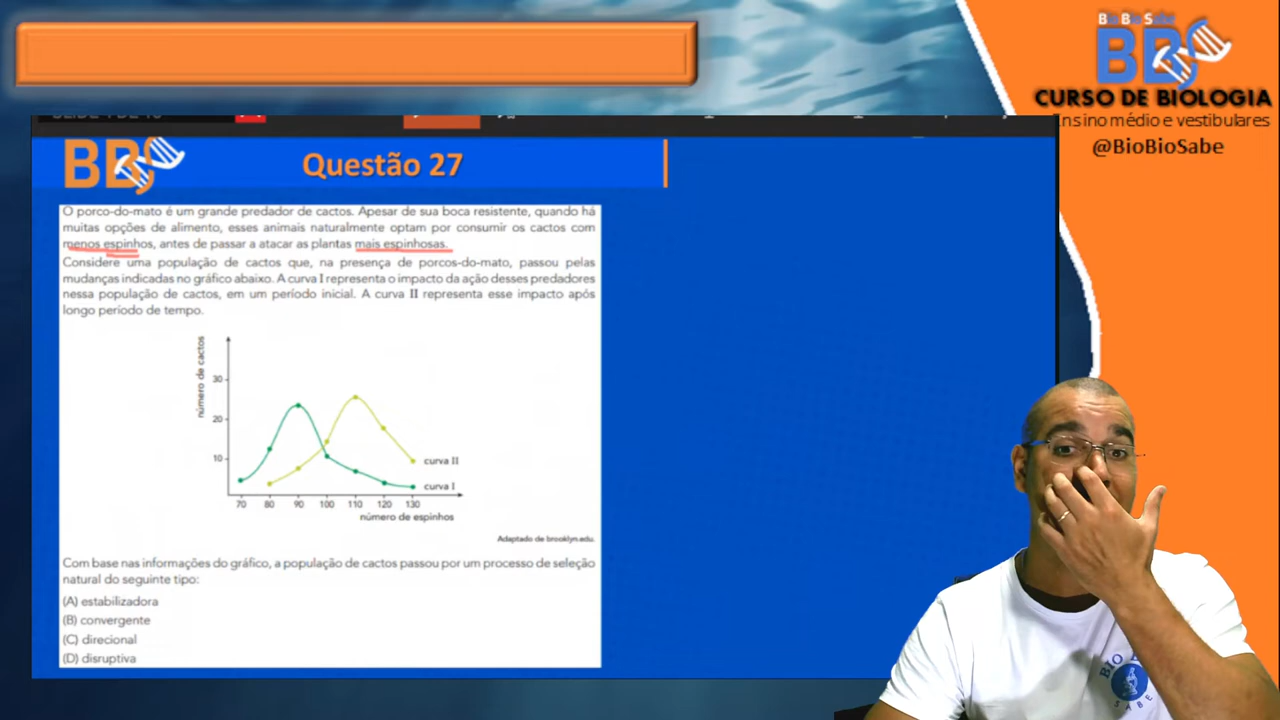 Bio Bio Sabe
BBS
CURSO DE BIOLOGIA
Ensino médio e vestibulares
@BioBioSabe
BBS
Questão 27
O porco-do-mato é um grande predador de cactos. Apesar de sua boca resistente, quando há
muitas opções de alimento, esses animais naturalmente optam por consumir os cactos com
menos espinhos, antes de passar a atacar as plantas mais espinhosas.
Considere uma população de cactos que, na presença de porcos-do-mato, passou pelas
mudanças indicadas no gráfico abaixo. A curva I representa o impacto da ação desses predadores
nessa população de cactos, em um período inicial. A curva II representa esse impacto após
longo período de tempo.
número de cactos
30
20
10
curva II
curva I
70 80 90 100 110 120 130
número de espinhos
Adaptado de brooklyn.edu.
Com base nas informações do gráfico, a população de cactos passou por um processo de seleção
natural do seguinte tipo:
(A) estabilizadora
(B) convergente
(C) direcional
(D) disruptiva
BIO
SABE